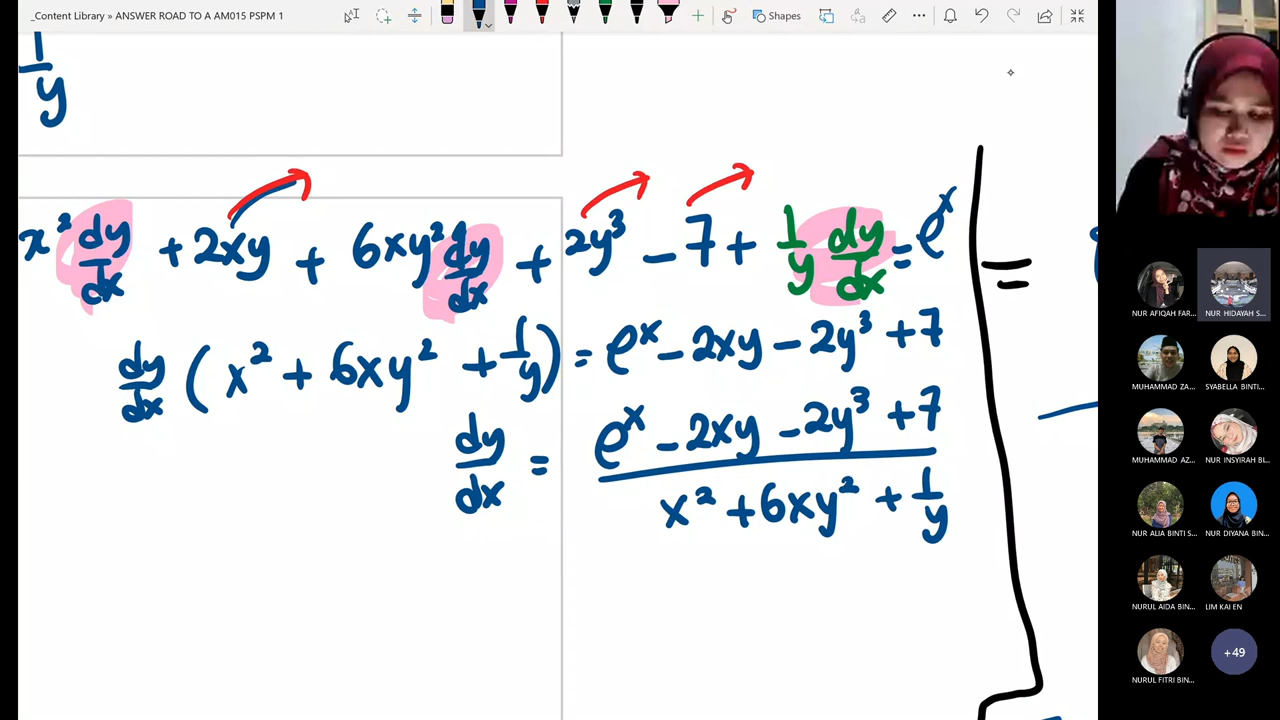 _Content Library » ANSWER ROAD TO A AM015 PSPM 1
Shapes
1/y
x² dy/dx + 2xy + 6xy² dy/dx + 2y³ - 7 + 1/y dy/dx = eˣ
dy/dx ( x² + 6xy² + 1/y ) = eˣ - 2xy - 2y³ + 7
dy/dx = (eˣ - 2xy - 2y³ + 7) / (x² + 6xy² + 1/y)
=
NUR AFIQAH FAR...
NUR HIDAYAH S...
MUHAMMAD ZA...
SYABELLA BINTI...
MUHAMMAD AZ...
NUR INSYIRAH BI...
NUR ALIA BINTI S...
NUR DIYANA BIN...
NURUL AIDA BIN...
LIM KAI EN
NURUL FITRI BIN...
+49